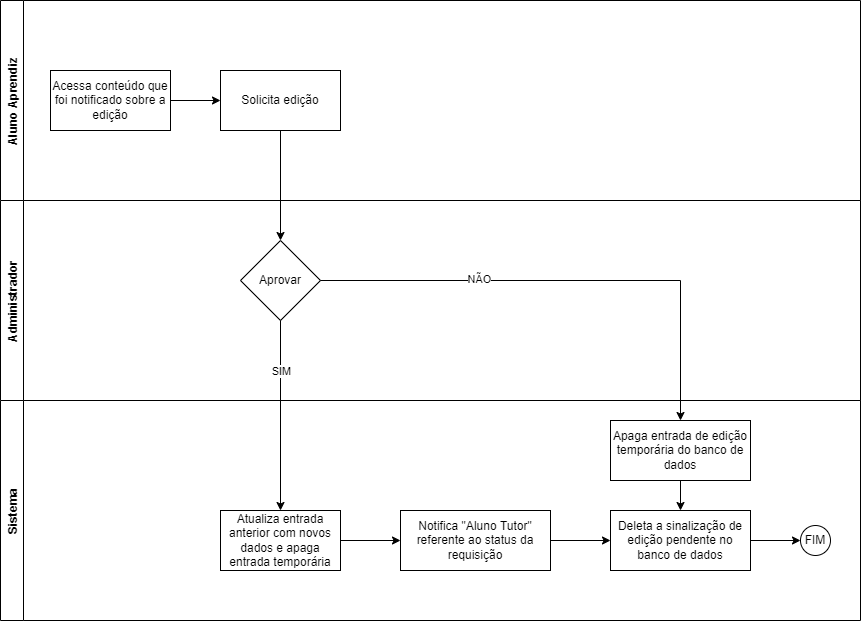 Aluno Aprendiz
Acessa conteúdo que
foi notificado sobre a
edição
Solicita edição
Administrador
Aprovar
NÃO
SIM
Sistema
Apaga entrada de edição
temporária do banco de
dados
Atualiza entrada
anterior com novos
dados e apaga
entrada temporária
Notifica "Aluno Tutor"
referente ao status da
requisição
Deleta a sinalização de
edição pendente no
banco de dados
FIM